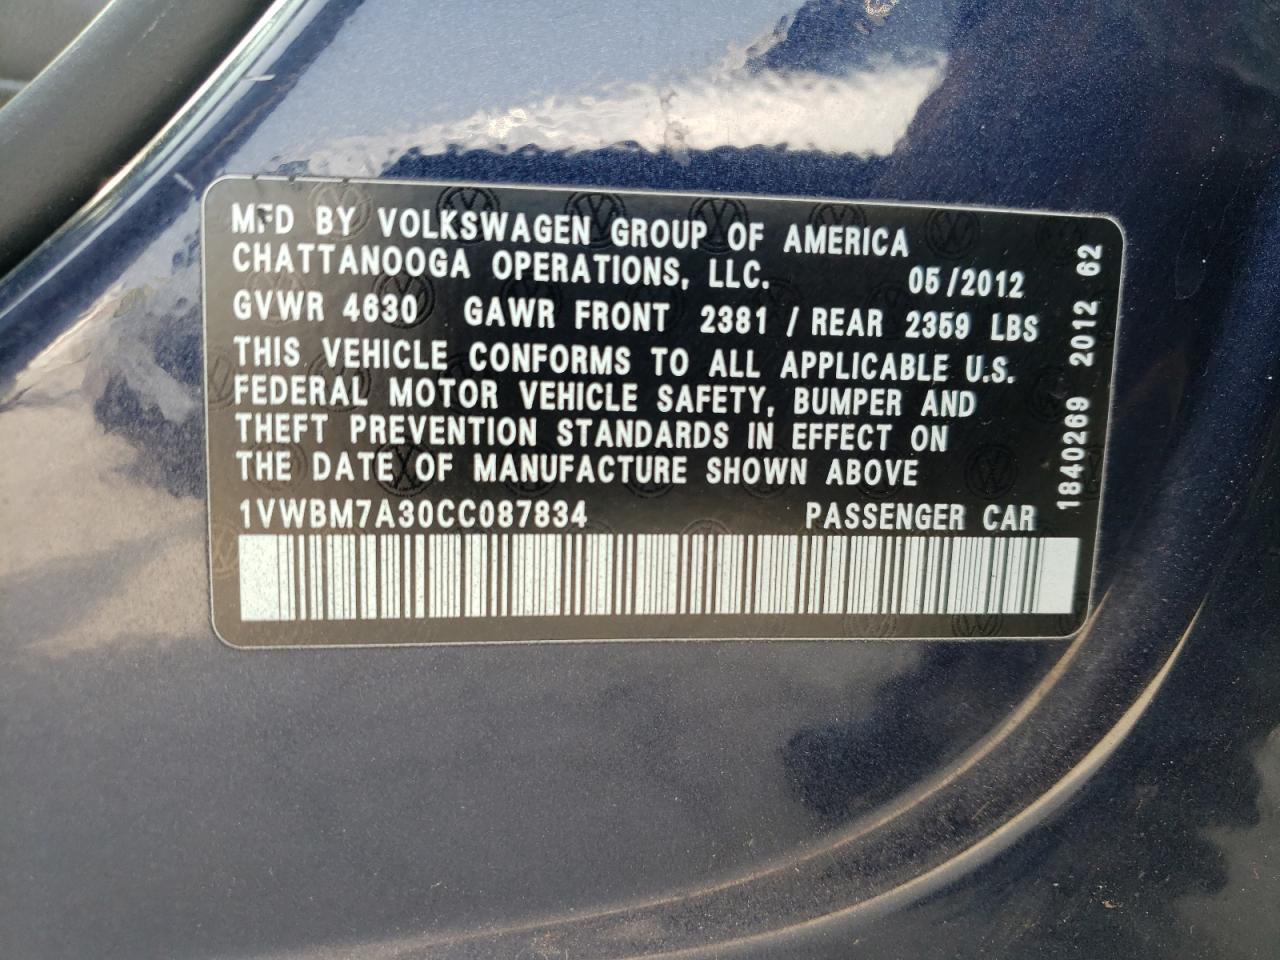 MFD BY VOLKSWAGEN GROUP OF AMERICA
CHATTANOOGA OPERATIONS, LLC. 05/2012
GVWR 4630 GAWR FRONT 2381 / REAR 2359 LBS
THIS VEHICLE CONFORMS TO ALL APPLICABLE U.S.
FEDERAL MOTOR VEHICLE SAFETY, BUMPER AND
THEFT PREVENTION STANDARDS IN EFFECT ON
THE DATE OF MANUFACTURE SHOWN ABOVE
1VWBM7A30CC087834 PASSENGER CAR
1840269 2012 62